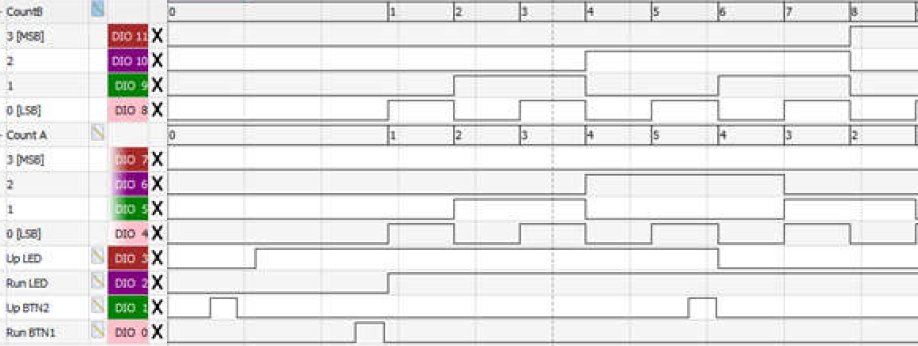 CountB 0 1 2 3 4 5 6 7 8
3 [MSB] DIO 11 X
2 DIO 10 X
1 DIO 9 X
0 [LSB] DIO 8 X
Count A 0 1 2 3 4 5 4 3 2
3 [MSB] DIO 7 X
2 DIO 6 X
1 DIO 5 X
0 [LSB] DIO 4 X
Up LED DIO 3 X
Run LED DIO 2 X
Up BTN2 DIO 1 X
Run BTN1 DIO 0 X